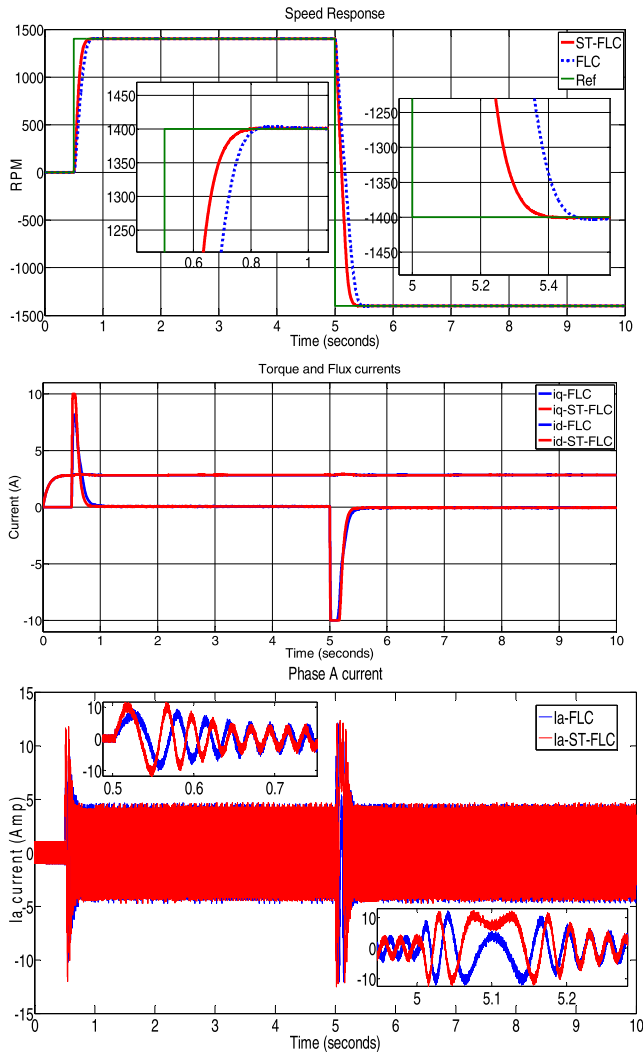 Speed Response
1500
1000
500
0
-500
-1000
-1500
RPM
ST-FLC
FLC
Ref
1450
1400
1350
1300
1250
0.6 0.8 1
-1250
-1300
-1350
-1400
-1450
5 5.2 5.4
0 1 2 3 4 5 6 7 8 9 10
Time (seconds)
Torque and Flux currents
10
5
0
-5
-10
Current (A)
iq-FLC
iq-ST-FLC
id-FLC
id-ST-FLC
0 1 2 3 4 5 6 7 8 9 10
Time (seconds)
Phase A current
15
10
5
0
-5
-10
-15
Ia current (Amp)
10
0
-10
0.5 0.6 0.7
Ia-FLC
Ia-ST-FLC
10
0
-10
5 5.1 5.2
0 1 2 3 4 5 6 7 8 9 10
Time (seconds)